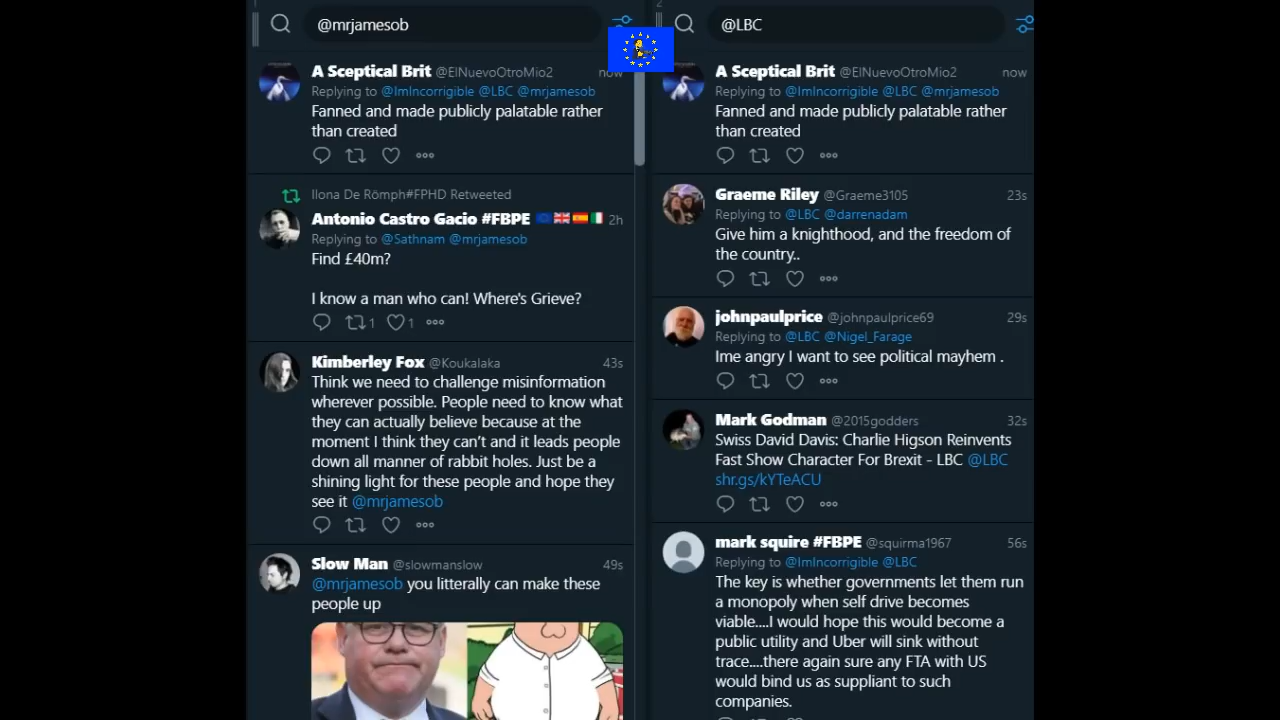 @mrjamesob
A Sceptical Brit @ElNuevoOtroMio2 now
Replying to @ImIncorrigible @LBC @mrjamesob
Fanned and made publicly palatable rather
than created
Ilona De Römph#FPHD Retweeted
Antonio Castro Gacio #FBPE 2h
Replying to @Sathnam @mrjamesob
Find £40m?
I know a man who can! Where's Grieve?
1 1
Kimberley Fox @Koukalaka 43s
Think we need to challenge misinformation
wherever possible. People need to know what
they can actually believe because at the
moment I think they can't and it leads people
down all manner of rabbit holes. Just be a
shining light for these people and hope they
see it @mrjamesob
Slow Man @slowmanslow 49s
@mrjamesob you litterally can make these
people up
2
@LBC
A Sceptical Brit @ElNuevoOtroMio2 now
Replying to @ImIncorrigible @LBC @mrjamesob
Fanned and made publicly palatable rather
than created
Graeme Riley @Graeme3105 23s
Replying to @LBC @darrenadam
Give him a knighthood, and the freedom of
the country..
johnpaulprice @johnpaulprice69 29s
Replying to @LBC @Nigel_Farage
Ime angry I want to see political mayhem .
Mark Godman @2015godders 32s
Swiss David Davis: Charlie Higson Reinvents
Fast Show Character For Brexit - LBC @LBC
shr.gs/kYTeACU
mark squire #FBPE @squirma1967 56s
Replying to @ImIncorrigible @LBC
The key is whether governments let them run
a monopoly when self drive becomes
viable....I would hope this would become a
public utility and Uber will sink without
trace....there again sure any FTA with US
would bind us as suppliant to such
companies.